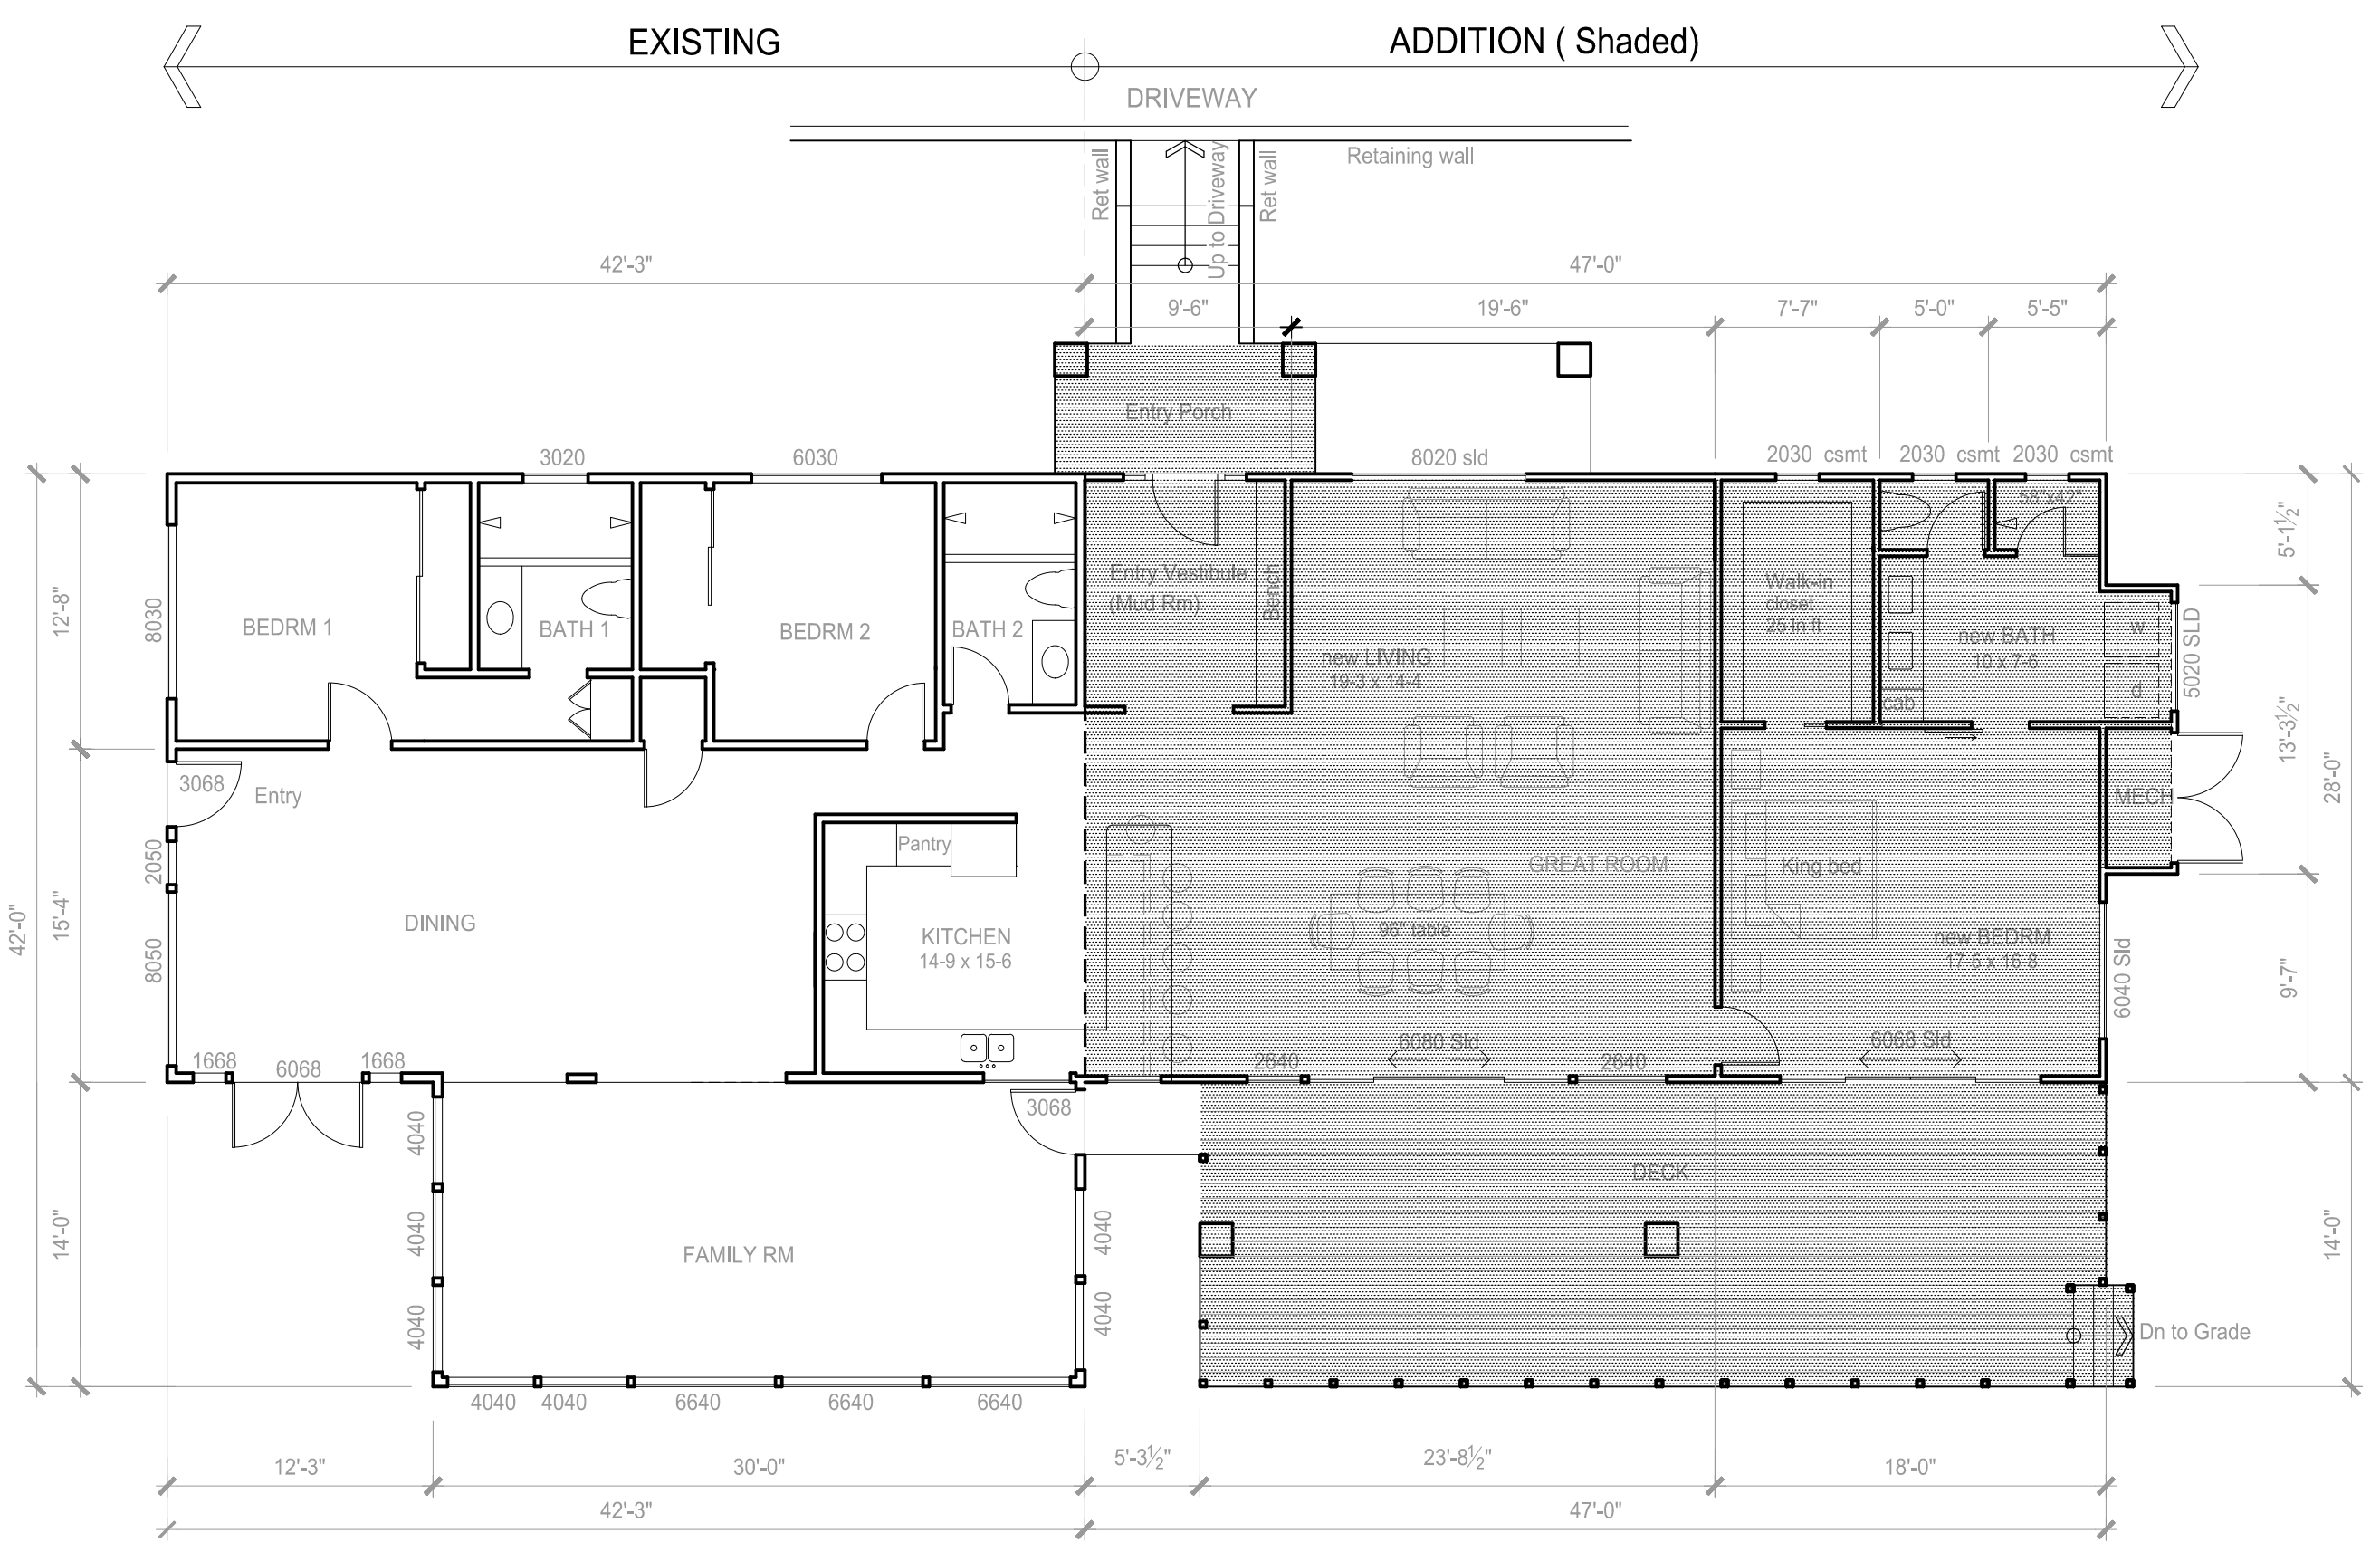 EXISTING
ADDITION ( Shaded)
DRIVEWAY
Ret wall
Up to Driveway
Ret wall
Retaining wall
42'-3"
47'-0"
9'-6"
19'-6"
7'-7"
5'-0"
5'-5"
Entry Porch
3020
6030
8020 sld
2030 csmt
2030 csmt
2030 csmt
58"x42"
5'-1½"
12'-8"
8030
BEDRM 1
BATH 1
BEDRM 2
BATH 2
Entry Vestibule
(Mud Rm)
Bench
new LIVING
19-3 x 14-4
Walk-in
closet
25 ln ft
new BATH
10 x 7-6
cab
w
d
5020 SLD
13'-3½"
28'-0"
3068
Entry
MECH
2050
Pantry
GREAT ROOM
King bed
42'-0"
15'-4"
8050
DINING
KITCHEN
14-9 x 15-6
96" table
new BEDRM
17-5 x 16-8
6040 Sld
9'-7"
1668
6068
1668
2640
6080 Sld
2640
6068 Sld
3068
4040
DECK
14'-0"
4040
FAMILY RM
4040
14'-0"
4040
4040
Dn to Grade
4040
4040
6640
6640
6640
12'-3"
30'-0"
5'-3½"
23'-8½"
18'-0"
42'-3"
47'-0"